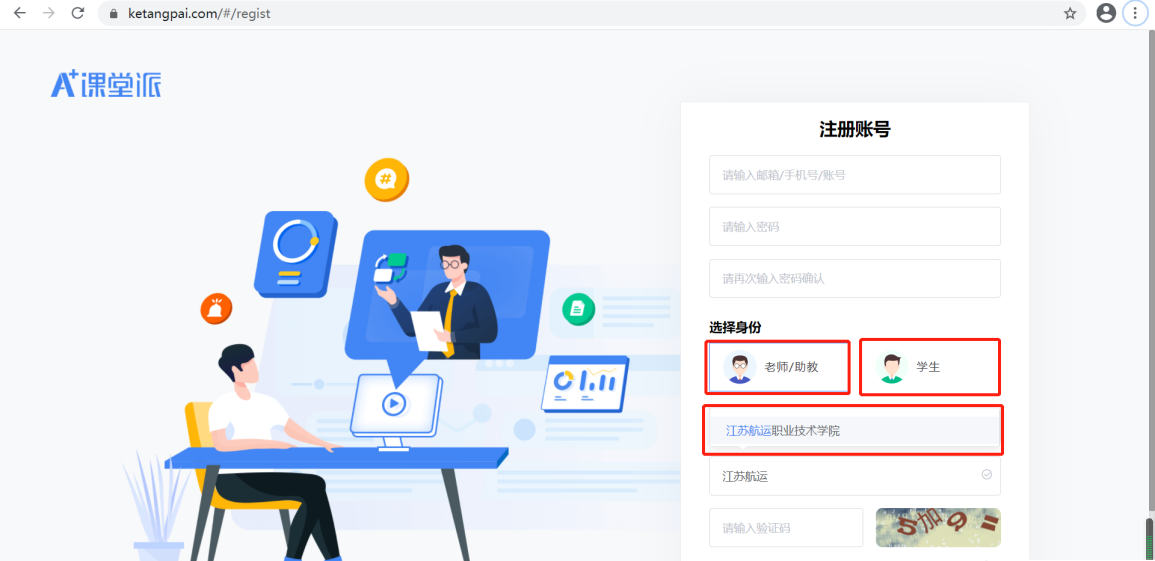 ketangpai.com/#/regist
A+课堂派
注册账号
请输入邮箱/手机号/账号
请输入密码
请再次输入密码确认
选择身份
老师/助教
学生
江苏航运职业技术学院
江苏航运
请输入验证码
5加9=